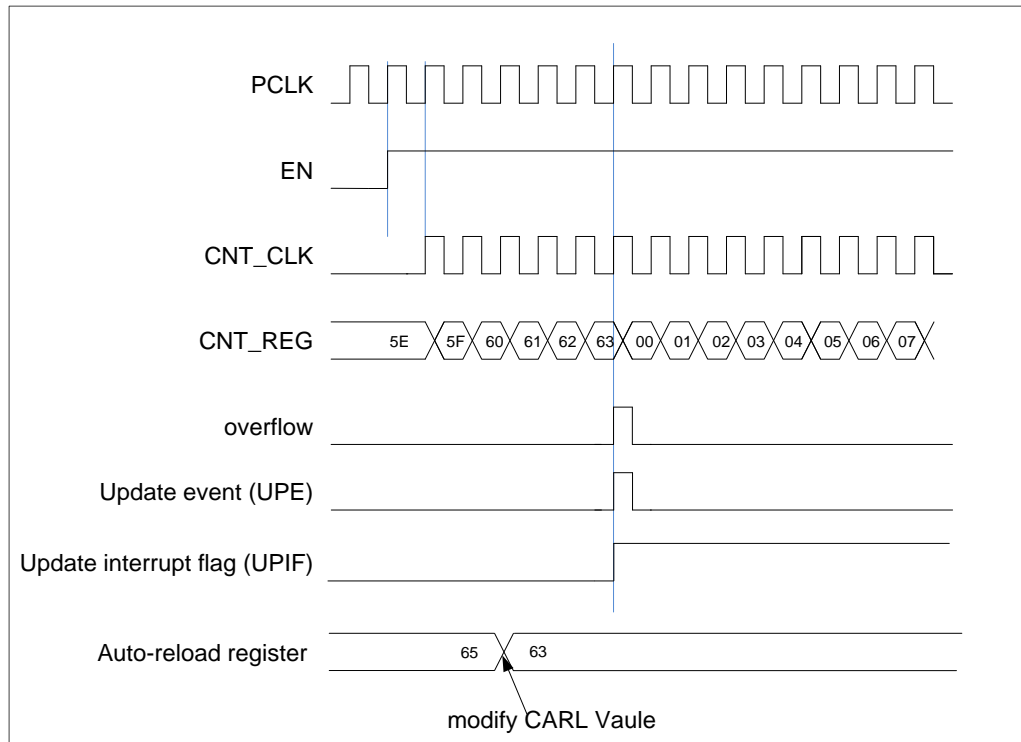 PCLK
EN
CNT_CLK
CNT_REG 5E 5F 60 61 62 63 00 01 02 03 04 05 06 07
overflow
Update event (UPE)
Update interrupt flag (UPIF)
Auto-reload register 65 63
modify CARL Vaule